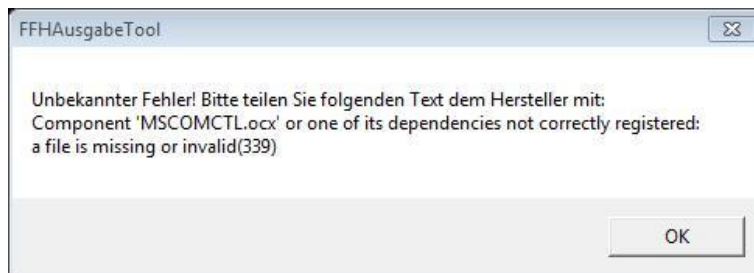 FFHAusgabeTool
Unbekannter Fehler! Bitte teilen Sie folgenden Text dem Hersteller mit:
Component 'MSCOMCTL.ocx' or one of its dependencies not correctly registered:
a file is missing or invalid(339)
OK